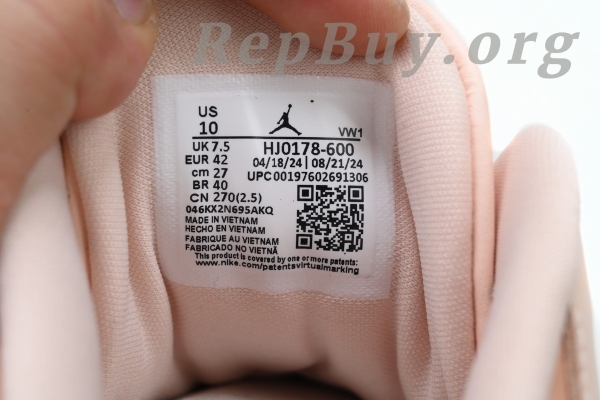 RepBuy.org
US
10
VW1
UK 7.5
HJ0178-600
EUR 42
04/18/24 | 08/21/24
cm 27
UPC 00197602691306
BR 40
CN 270(2.5)
046KX2N695AKQ
MADE IN VIETNAM
HECHO EN VIETNAM
FABRIQUE AU VIETNAM
FABRICADO NO VIETNÃ
This product is covered by one or more patents:
www.nike.com/patentsvirtualmarking